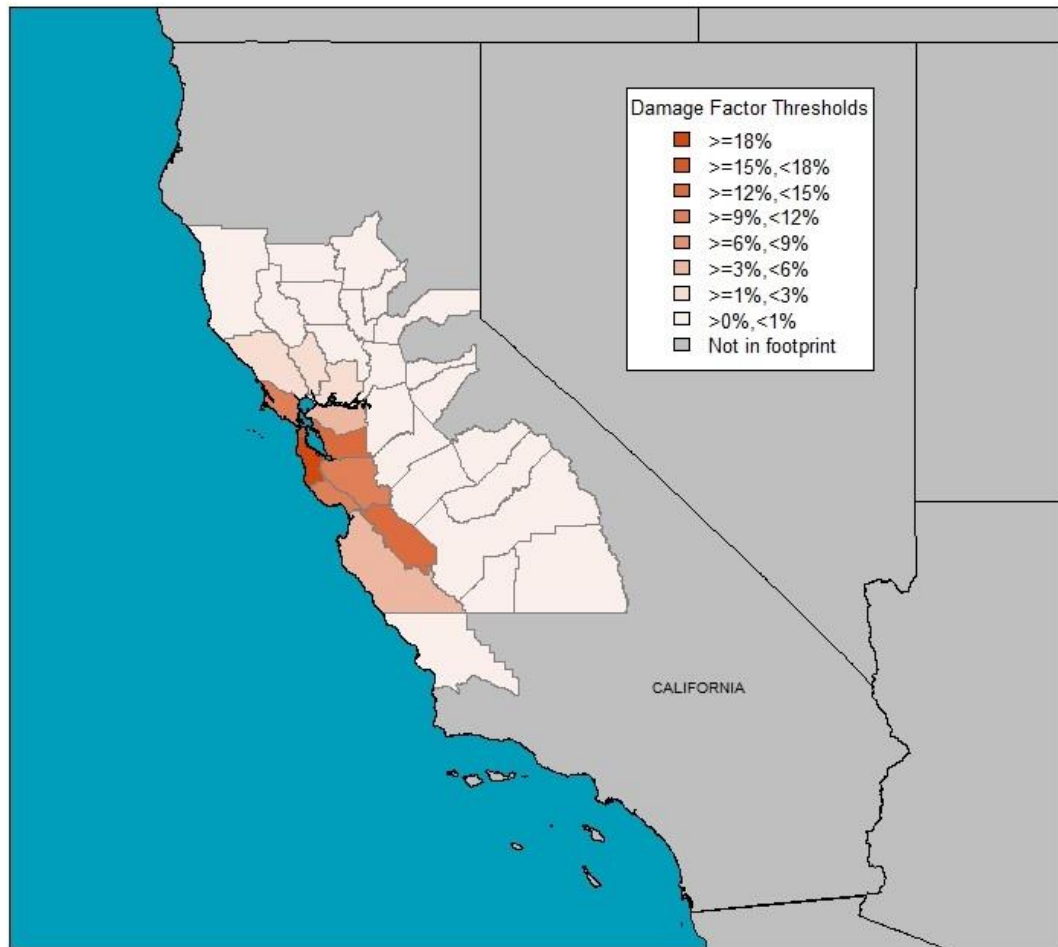 Damage Factor Thresholds
>=18%
>=15%,<18%
>=12%,<15%
>=9%,<12%
>=6%,<9%
>=3%,<6%
>=1%,<3%
>0%,<1%
Not in footprint
CALIFORNIA